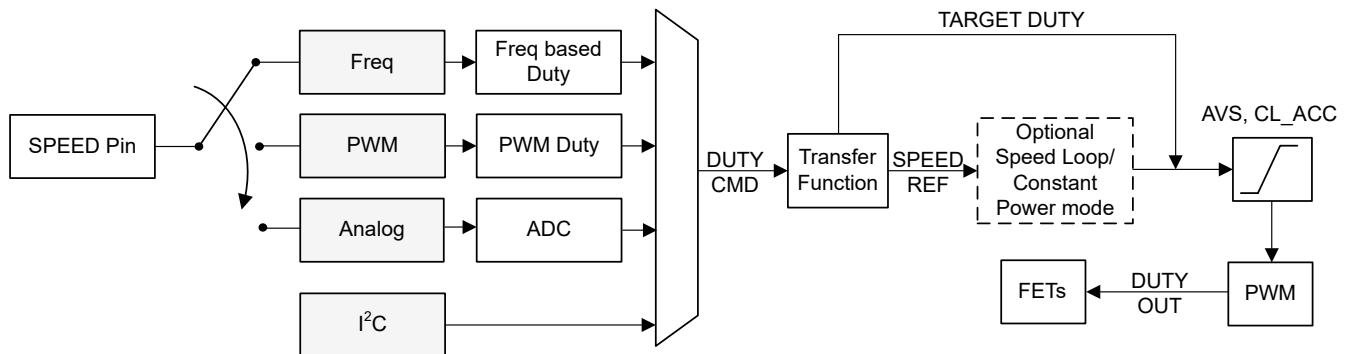 TARGET DUTY
Freq
Freq based
Duty
AVS, CL_ACC
SPEED Pin
PWM
PWM Duty
DUTY
CMD
Transfer
Function
SPEED
REF
Optional
Speed Loop/
Constant
Power mode
Analog
ADC
FETs
DUTY
OUT
PWM
I²C